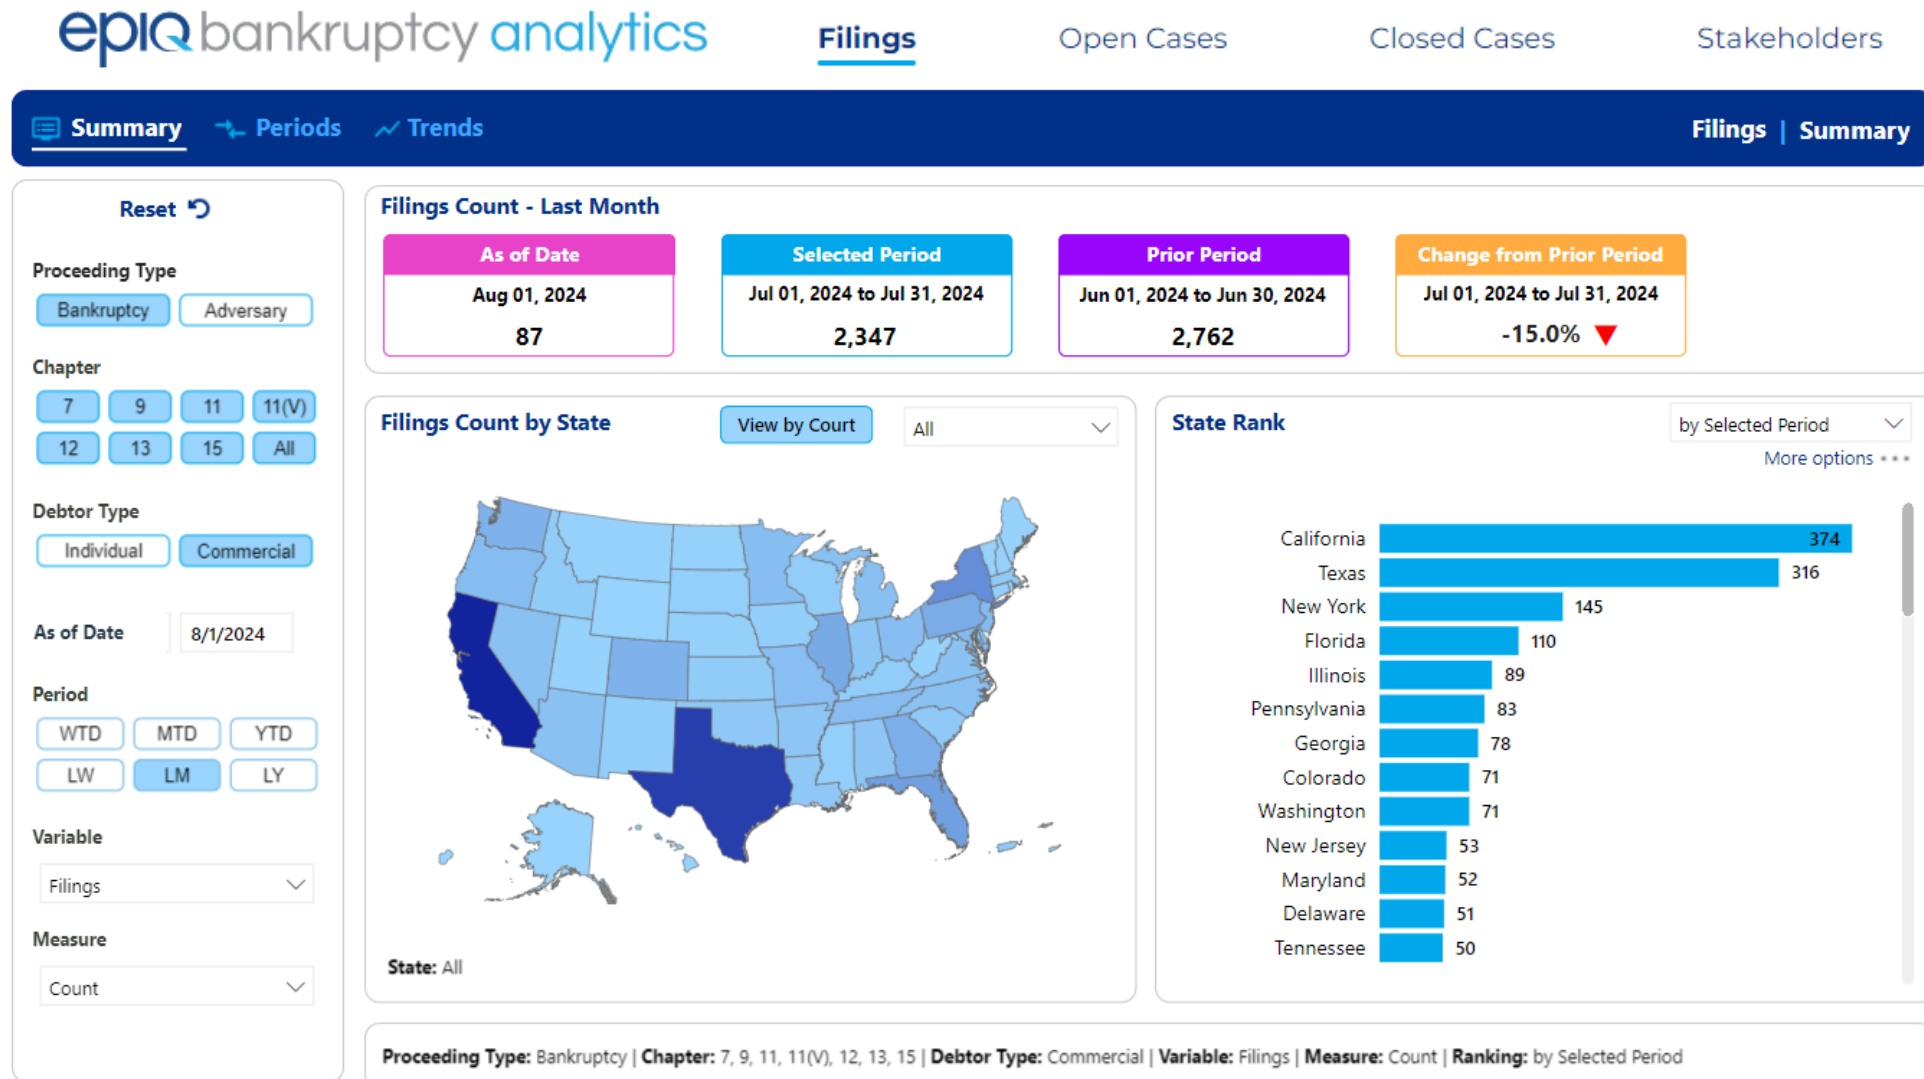 epiq bankruptcy analytics
Filings
Open Cases
Closed Cases
Stakeholders
Summary
Periods
Trends
Filings | Summary
Reset
Proceeding Type
Bankruptcy
Adversary
Chapter
7
9
11
11(V)
12
13
15
All
Debtor Type
Individual
Commercial
As of Date
8/1/2024
Period
WTD
MTD
YTD
LW
LM
LY
Variable
Filings
Measure
Count
Filings Count - Last Month
As of Date
Aug 01, 2024
87
Selected Period
Jul 01, 2024 to Jul 31, 2024
2,347
Prior Period
Jun 01, 2024 to Jun 30, 2024
2,762
Change from Prior Period
Jul 01, 2024 to Jul 31, 2024
-15.0%
Filings Count by State
View by Court
All
State: All
State Rank
by Selected Period
More options
California 374
Texas 316
New York 145
Florida 110
Illinois 89
Pennsylvania 83
Georgia 78
Colorado 71
Washington 71
New Jersey 53
Maryland 52
Delaware 51
Tennessee 50
Proceeding Type: Bankruptcy | Chapter: 7, 9, 11, 11(V), 12, 13, 15 | Debtor Type: Commercial | Variable: Filings | Measure: Count | Ranking: by Selected Period